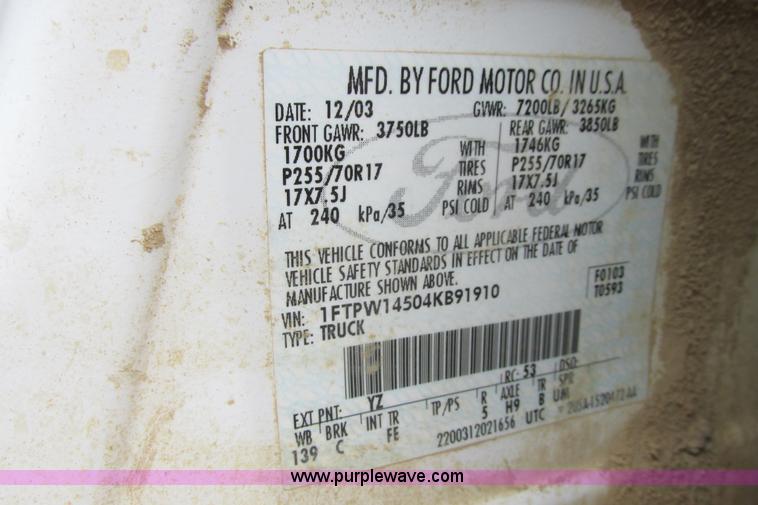 MFD. BY FORD MOTOR CO. IN U.S.A.
DATE: 12/03 GVWR: 7200LB/ 3265KG
FRONT GAWR: 3750LB REAR GAWR: 3850LB
1700KG WITH 1746KG WITH
P255/70R17 TIRES P255/70R17 TIRES
17X7.5J RIMS 17X7.5J RIMS
AT 240 kPa/35 PSI COLD AT 240 kPa/35 PSI COLD
Ford
THIS VEHICLE CONFORMS TO ALL APPLICABLE FEDERAL MOTOR
VEHICLE SAFETY STANDARDS IN EFFECT ON THE DATE OF
MANUFACTURE SHOWN ABOVE.
F0103
VIN: 1FTPW14504KB91910
T0593
TYPE: TRUCK
RC: 53 DSO:
EXT PNT: YZ
WB BRK INT TR TP/PS R AXLE TR SPR
139 C FE 5 H9 B UM
2200312021656 UTC
www.purplewave.com